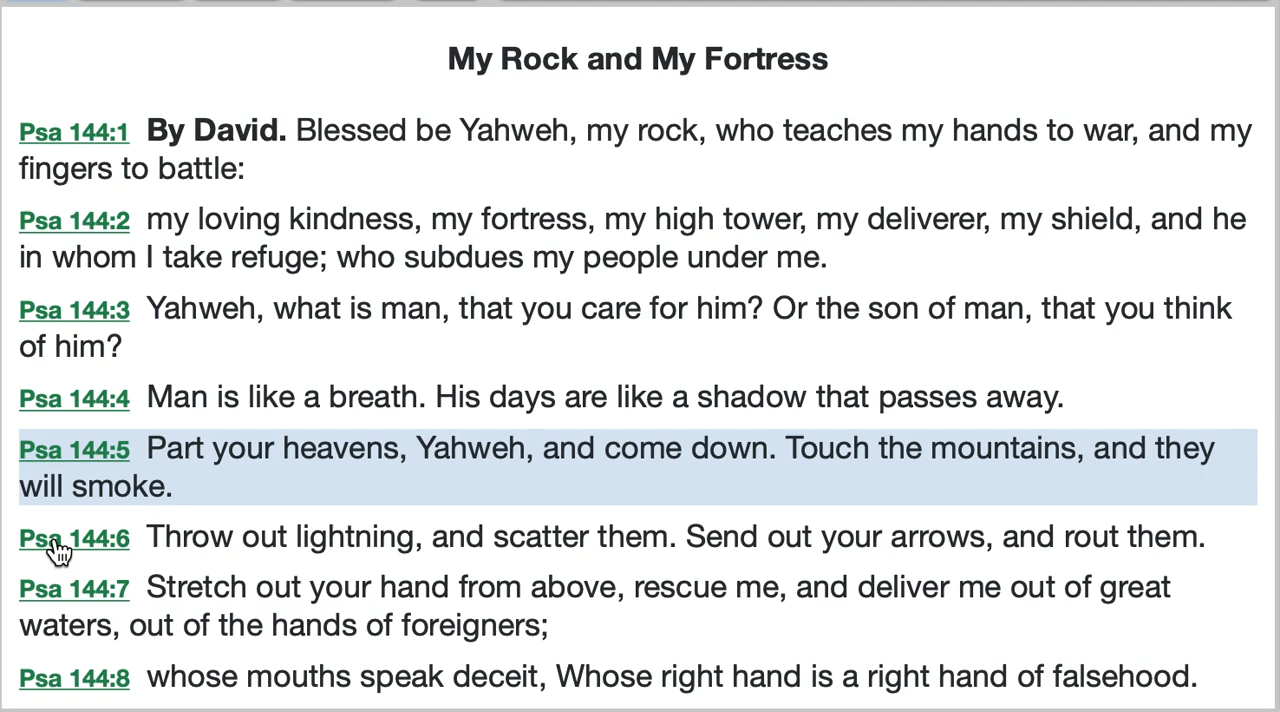 My Rock and My Fortress
Psa 144:1 By David. Blessed be Yahweh, my rock, who teaches my hands to war, and my
fingers to battle:
Psa 144:2 my loving kindness, my fortress, my high tower, my deliverer, my shield, and he
in whom I take refuge; who subdues my people under me.
Psa 144:3 Yahweh, what is man, that you care for him? Or the son of man, that you think
of him?
Psa 144:4 Man is like a breath. His days are like a shadow that passes away.
Psa 144:5 Part your heavens, Yahweh, and come down. Touch the mountains, and they
will smoke.
Psa 144:6 Throw out lightning, and scatter them. Send out your arrows, and rout them.
Psa 144:7 Stretch out your hand from above, rescue me, and deliver me out of great
waters, out of the hands of foreigners;
Psa 144:8 whose mouths speak deceit, Whose right hand is a right hand of falsehood.